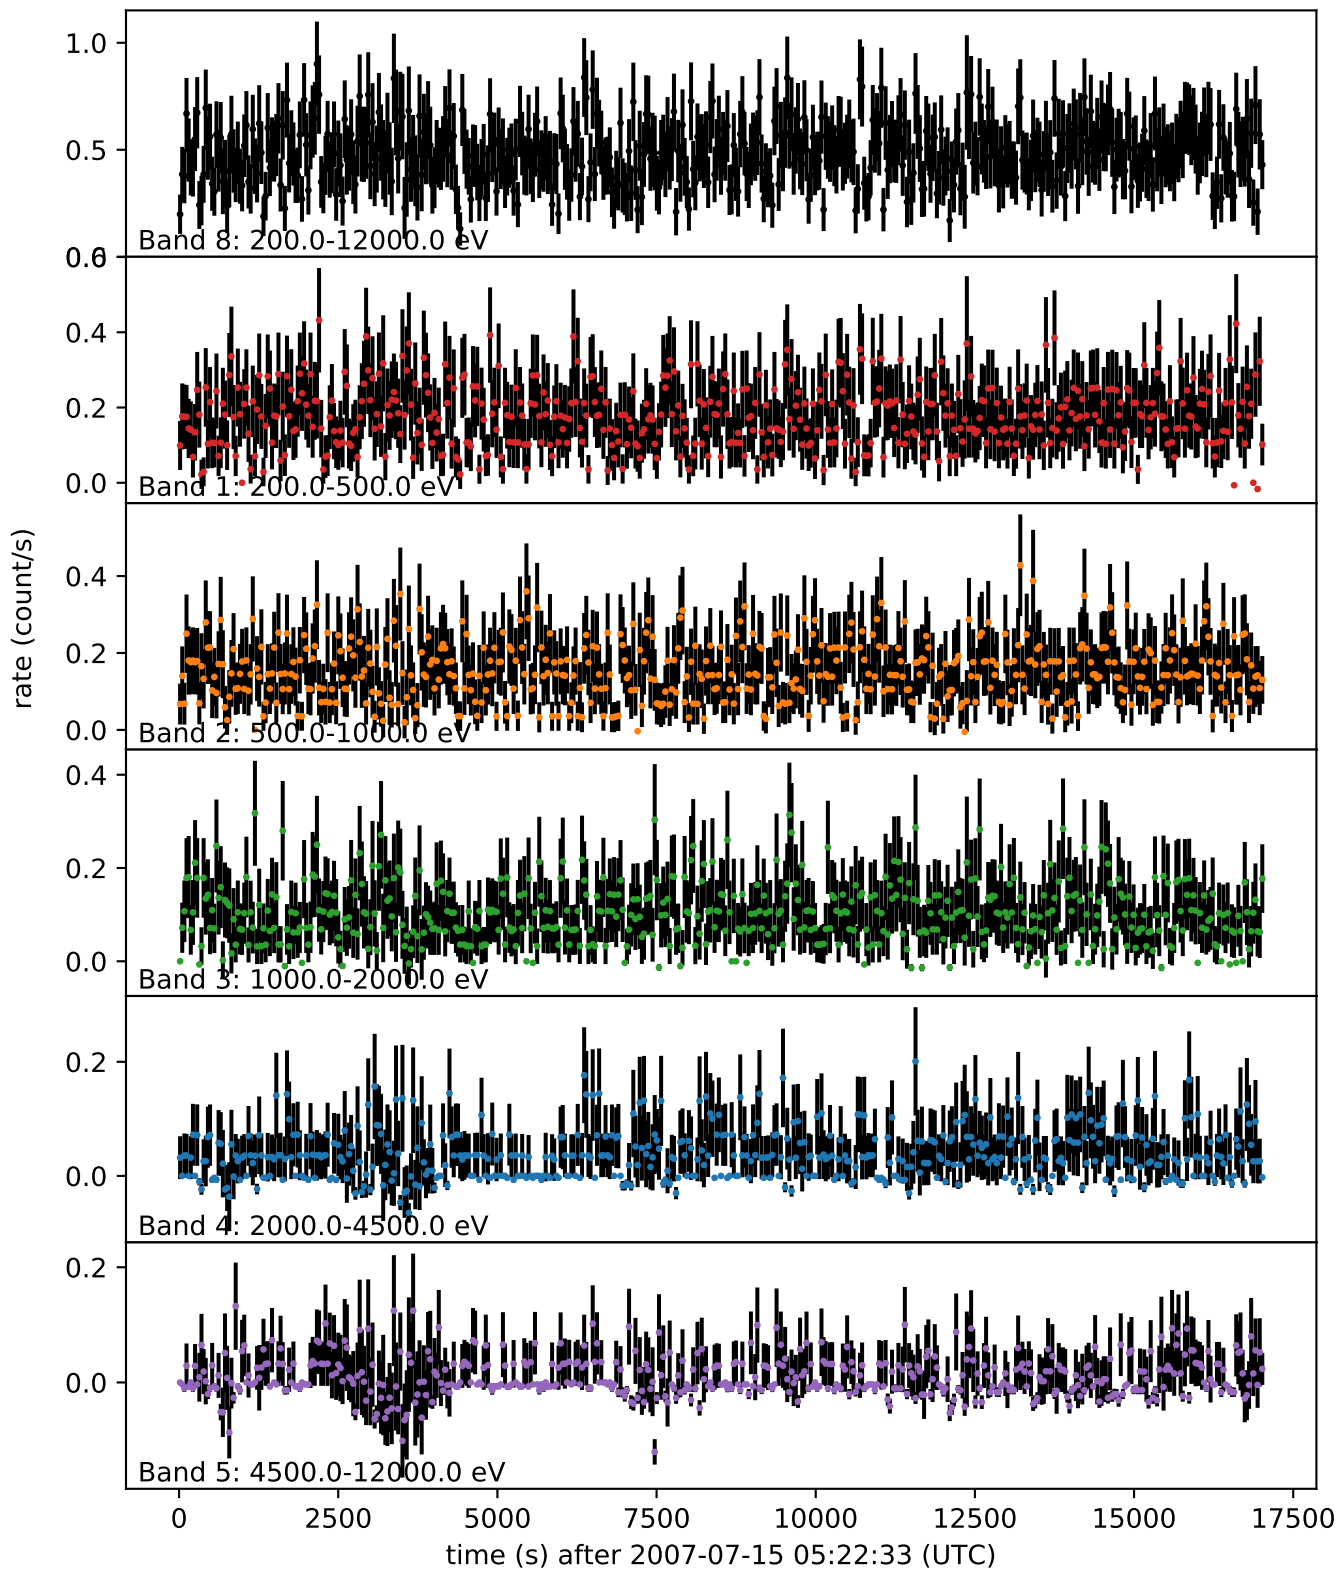 1.0
0.5
0.0
Band 8: 200.0-12000.0 eV
0.6
0.4
0.2
0.0
Band 1: 200.0-500.0 eV
0.4
0.2
0.0
Band 2: 500.0-1000.0 eV
rate (count/s)
0.4
0.2
0.0
Band 3: 1000.0-2000.0 eV
0.2
0.0
Band 4: 2000.0-4500.0 eV
0.2
0.0
Band 5: 4500.0-12000.0 eV
0 2500 5000 7500 10000 12500 15000 17500
time (s) after 2007-07-15 05:22:33 (UTC)